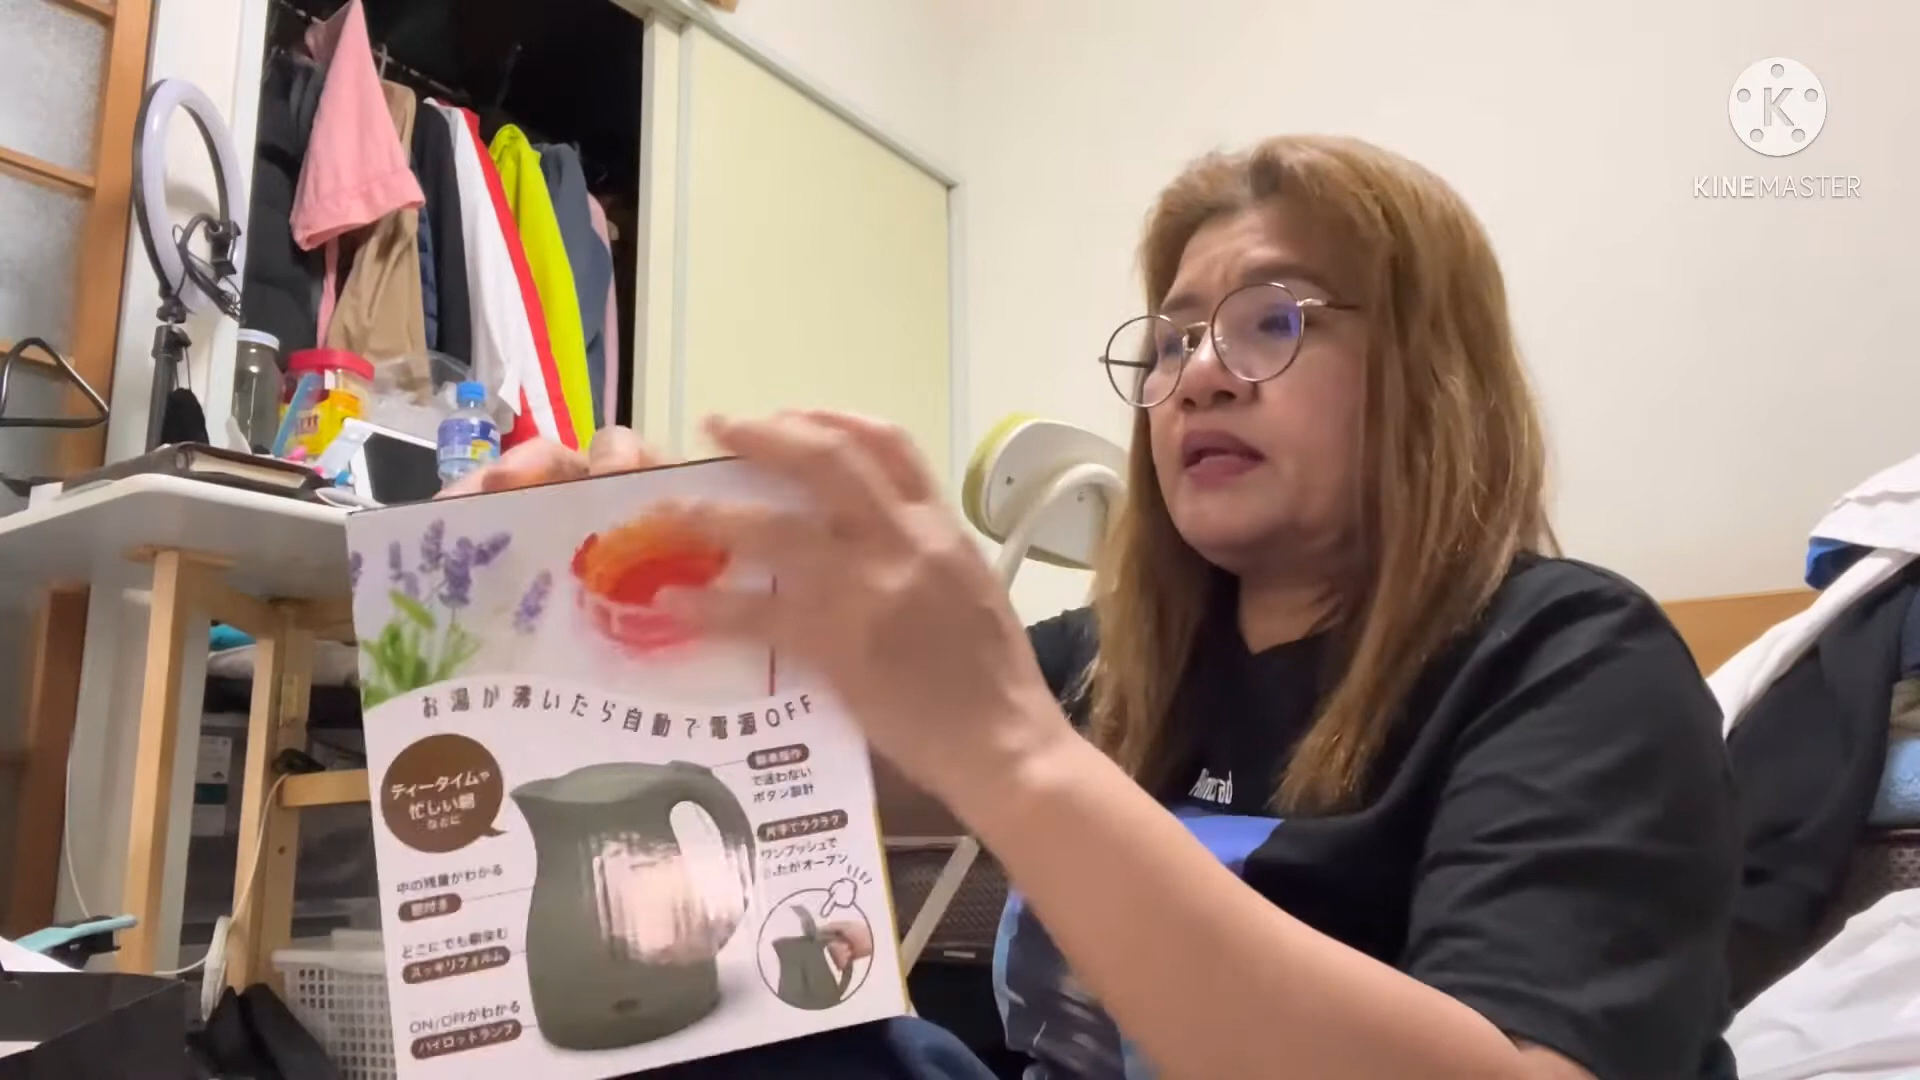 KINEMASTER
お湯が沸いたら自動で電源OFF
ティータイムや
忙しい朝
などに
簡単操作
で迷わない
ボタン設計
片手でラクラク
ワンプッシュで
ふたがオープン
中の残量がわかる
窓付き
どこにでも馴染む
スッキリフォルム
ON/OFFがわかる
パイロットランプ